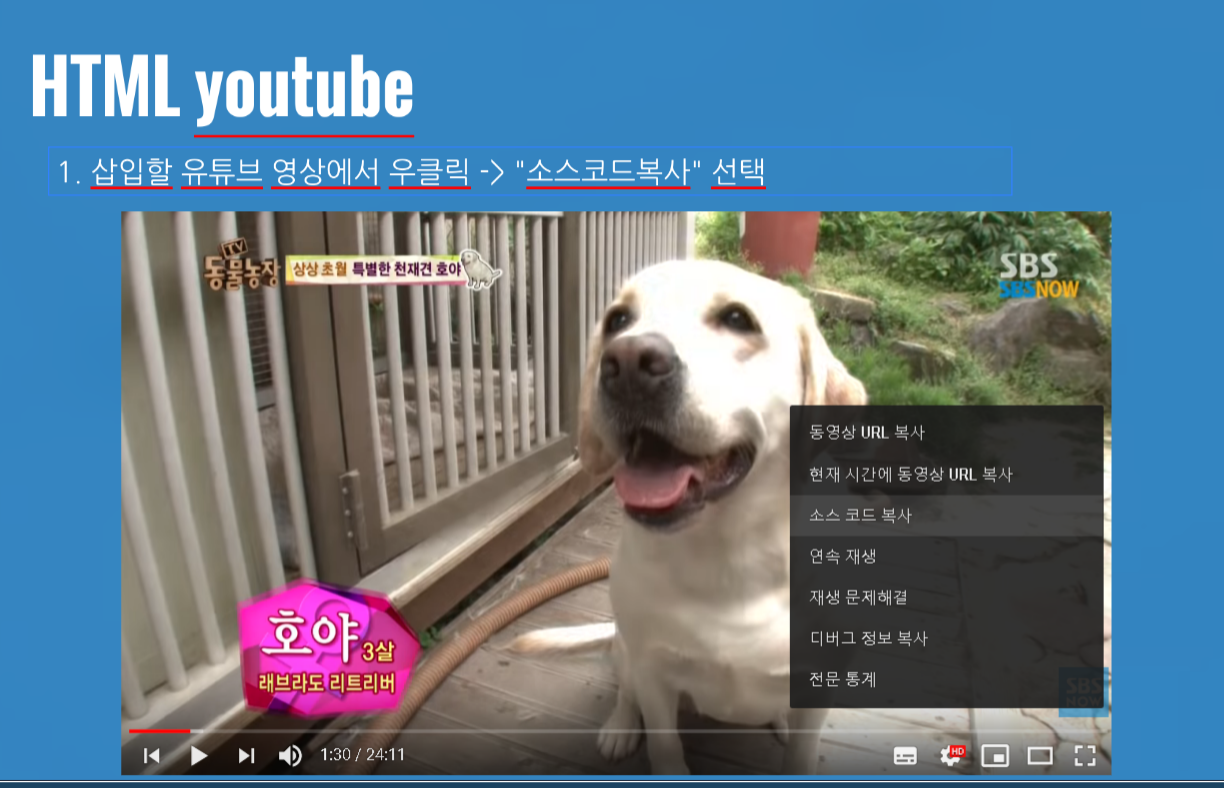 HTML youtube
1. 삽입할 유튜브 영상에서 우클릭 -> "소스코드복사" 선택
TV
동물농장
상상 초월 특별한 천재견 호야
SBS
SBSNOW
동영상 URL 복사
현재 시간에 동영상 URL 복사
소스 코드 복사
연속 재생
재생 문제해결
디버그 정보 복사
전문 통계
호야 3살
래브라도 리트리버
SBS
NOW
1:30 / 24:11
HD